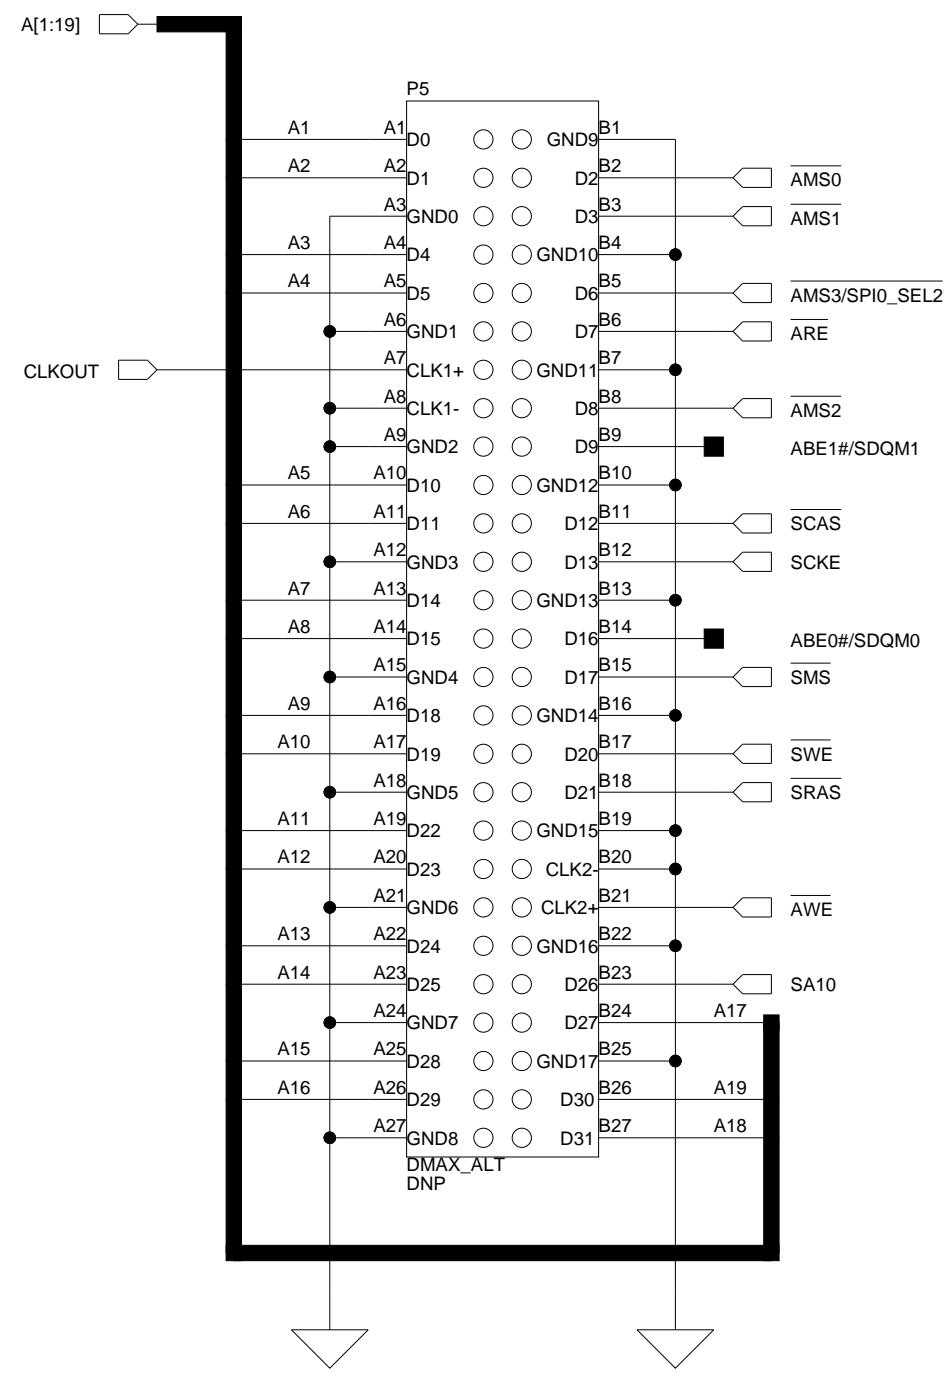 A[1:19]
P5
A1 A1 D0 GND9 B1
A2 A2 D1 D2 B2 AMS0
A3 GND0 D3 B3 AMS1
A3 A4 D4 GND10 B4
A4 A5 D5 D6 B5 AMS3/SPI0_SEL2
A6 GND1 D7 B6 ARE
CLKOUT A7 CLK1+ GND11 B7
A8 CLK1- D8 B8 AMS2
A9 GND2 D9 B9 ABE1#/SDQM1
A5 A10 D10 GND12 B10
A6 A11 D11 D12 B11 SCAS
A12 GND3 D13 B12 SCKE
A7 A13 D14 GND13 B13
A8 A14 D15 D16 B14 ABE0#/SDQM0
A15 GND4 D17 B15 SMS
A9 A16 D18 GND14 B16
A10 A17 D19 D20 B17 SWE
A18 GND5 D21 B18 SRAS
A11 A19 D22 GND15 B19
A12 A20 D23 CLK2- B20
A21 GND6 CLK2+ B21 AWE
A13 A22 D24 GND16 B22
A14 A23 D25 D26 B23 SA10
A24 GND7 D27 B24 A17
A15 A25 D28 GND17 B25
A16 A26 D29 D30 B26 A19
A27 GND8 D31 B27 A18
DMAX_ALT
DNP